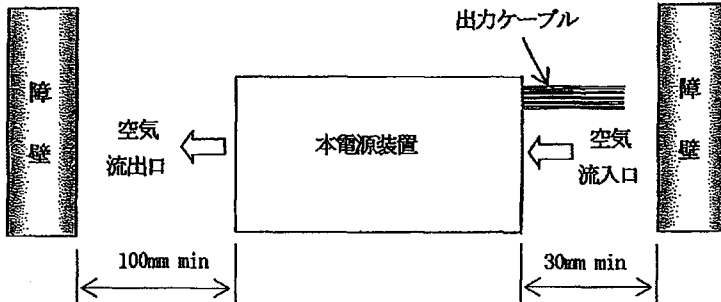 出力ケーブル
障
壁
空気
流出口
本電源装置
空気
流入口
障
壁
100mm min
30mm min